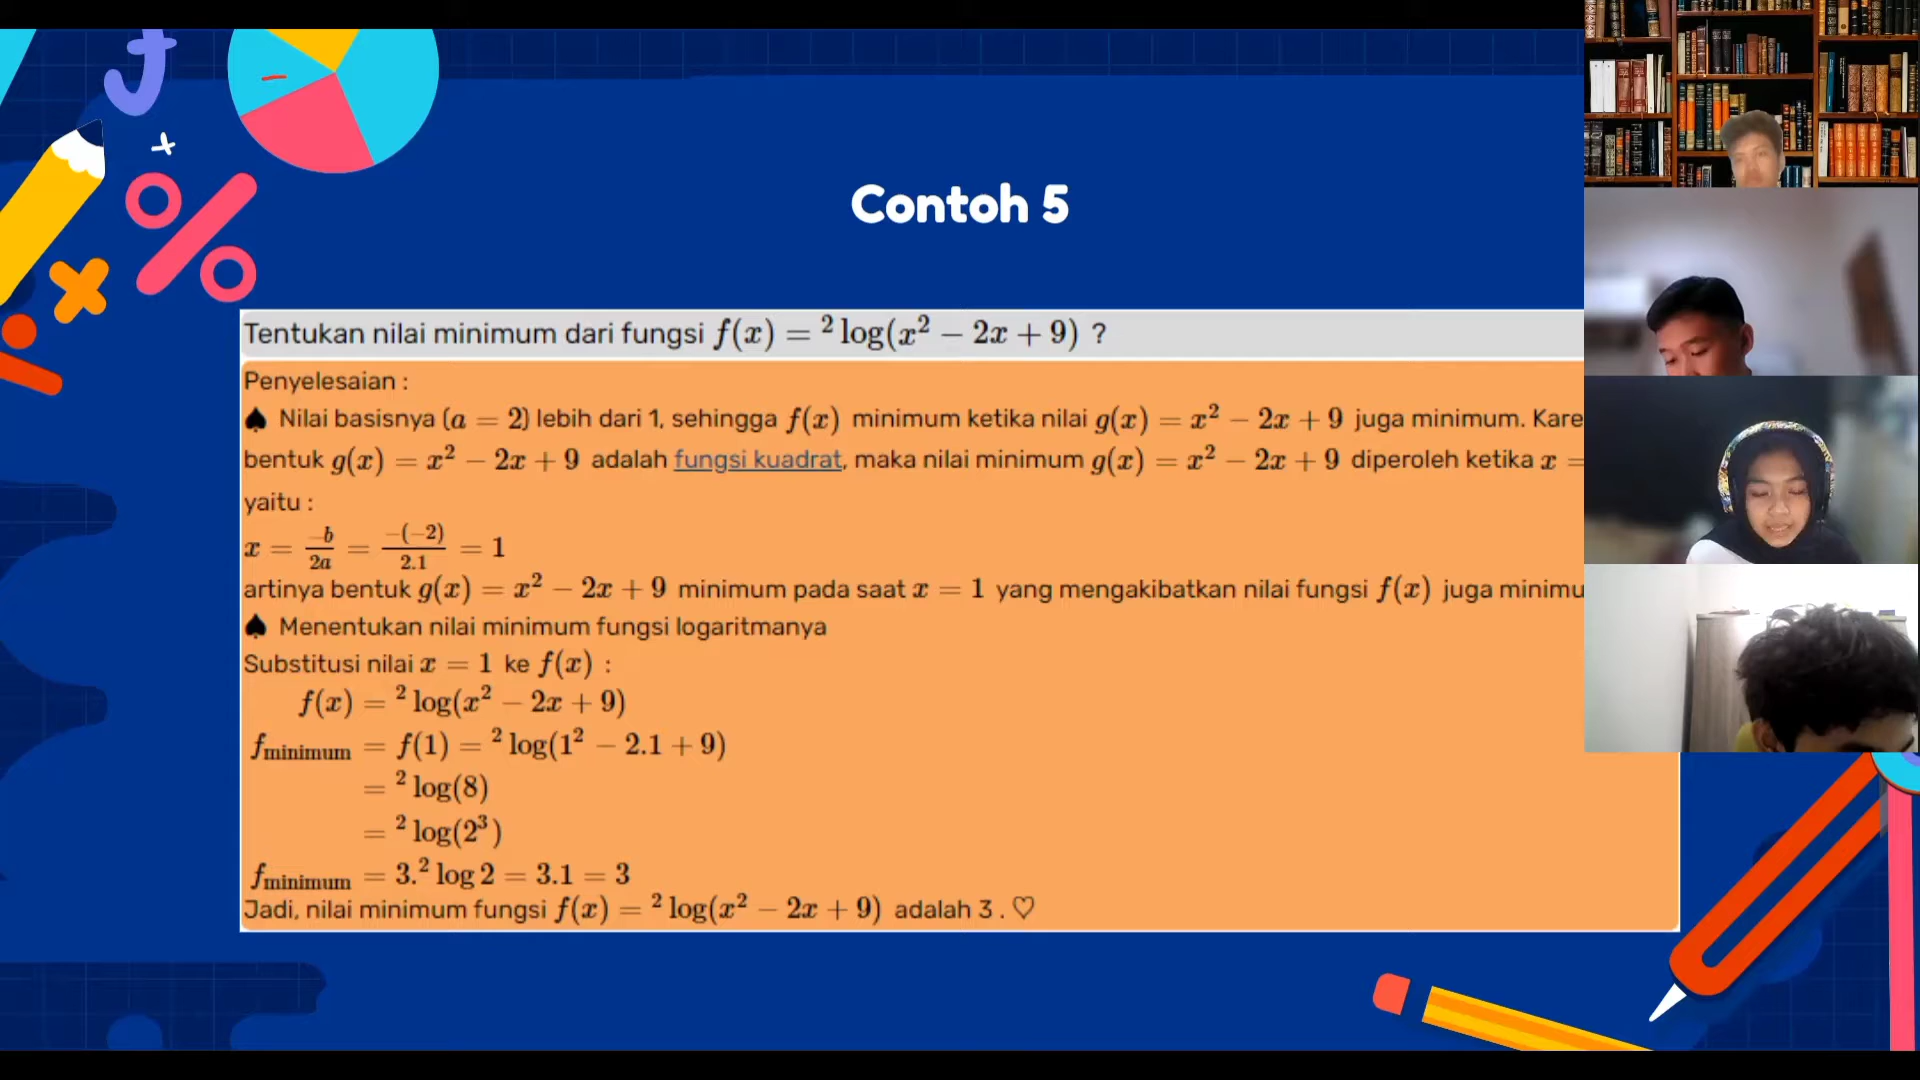 Contoh 5
Tentukan nilai minimum dari fungsi f(x) = ²log(x² − 2x + 9) ?
Penyelesaian :
♠ Nilai basisnya (a = 2) lebih dari 1, sehingga f(x) minimum ketika nilai g(x) = x² − 2x + 9 juga minimum. Kare
bentuk g(x) = x² − 2x + 9 adalah fungsi kuadrat, maka nilai minimum g(x) = x² − 2x + 9 diperoleh ketika x =
yaitu :
x = −b/2a = −(−2)/2.1 = 1
artinya bentuk g(x) = x² − 2x + 9 minimum pada saat x = 1 yang mengakibatkan nilai fungsi f(x) juga minimu
♠ Menentukan nilai minimum fungsi logaritmanya
Substitusi nilai x = 1 ke f(x) :
f(x) = ²log(x² − 2x + 9)
fminimum = f(1) = ²log(1² − 2.1 + 9)
= ²log(8)
= ²log(2³)
fminimum = 3.²log 2 = 3.1 = 3
Jadi, nilai minimum fungsi f(x) = ²log(x² − 2x + 9) adalah 3 . ♡